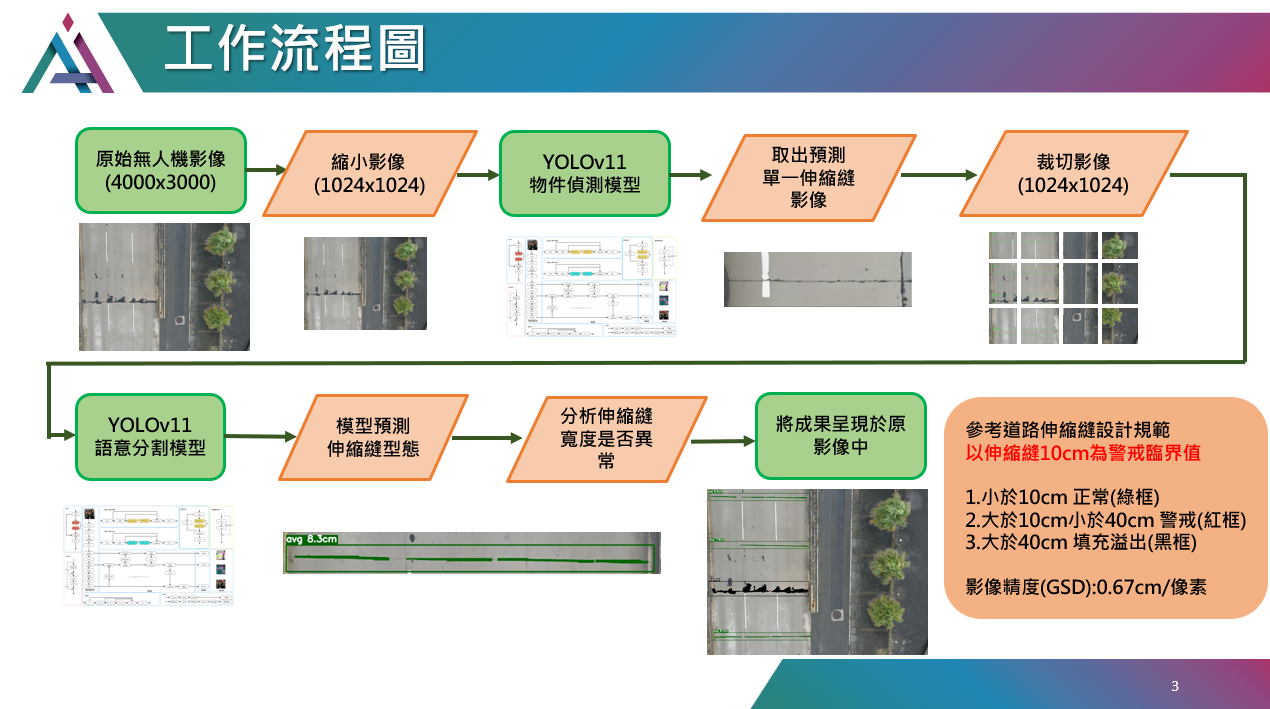 工作流程圖
原始無人機影像
(4000x3000)
縮小影像
(1024x1024)
YOLOv11
物件偵測模型
取出預測
單一伸縮縫
影像
裁切影像
(1024x1024)
YOLOv11
語意分割模型
模型預測
伸縮縫型態
分析伸縮縫
寬度是否異
常
將成果呈現於原
影像中
avg 8.3cm
參考道路伸縮縫設計規範
以伸縮縫10cm為警戒臨界值
1.小於10cm 正常(綠框)
2.大於10cm小於40cm 警戒(紅框)
3.大於40cm 填充溢出(黑框)
影像精度(GSD):0.67cm/像素
3